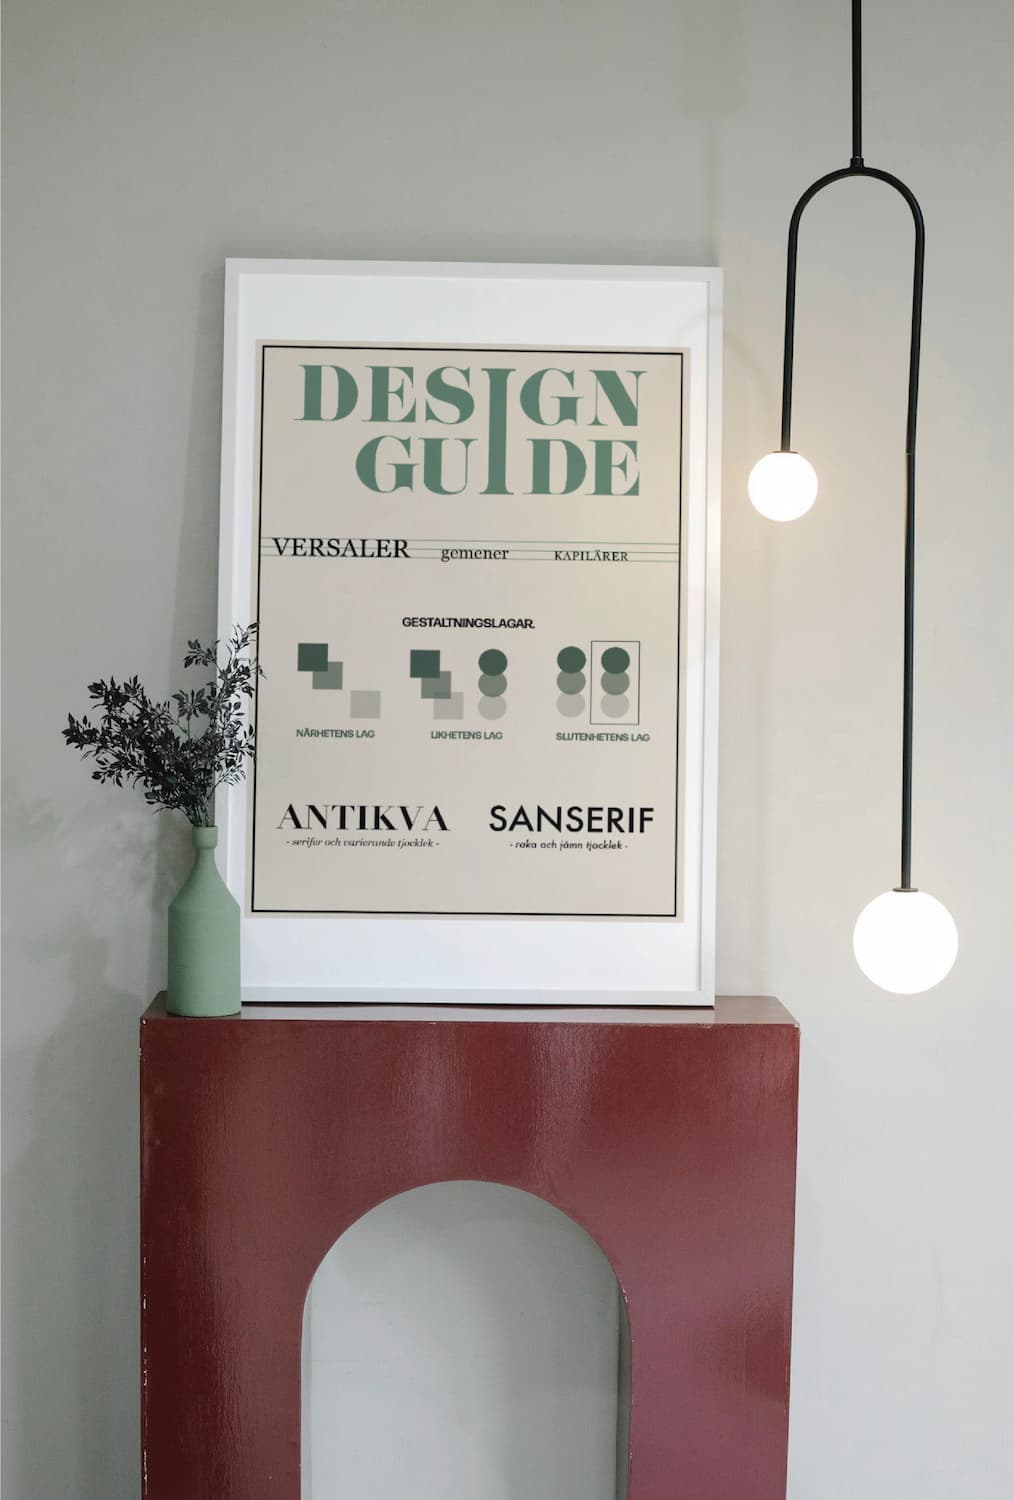 DESIGN
GUIDE
VERSALER gemener KAPILÄRER
GESTALTNINGSLAGAR.
NÄRHETENS LAG LIKHETENS LAG SLUTENHETENS LAG
ANTIKVA SANSERIF
- serifer och varierande tjocklek - - raka och jämn tjocklek -